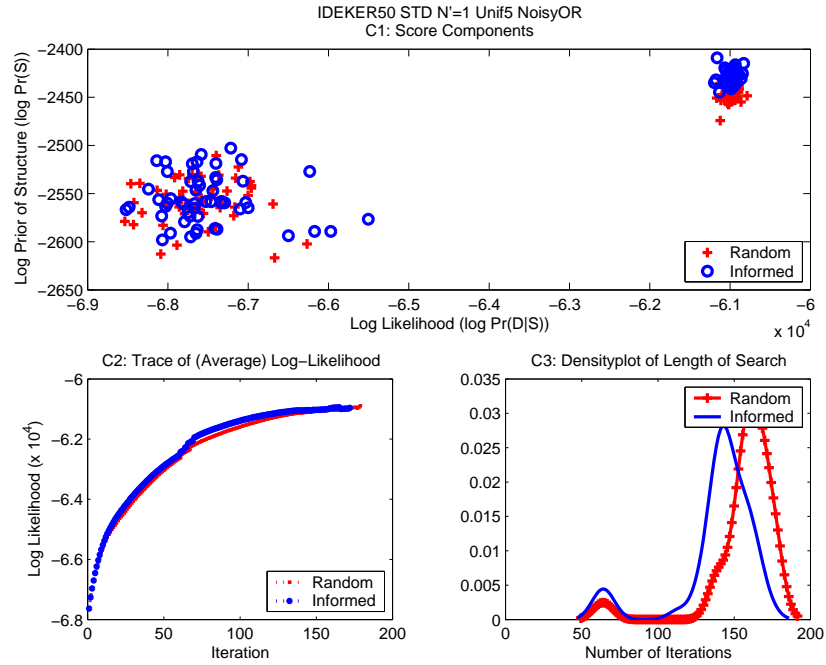 IDEKER50 STD N'=1 Unif5 NoisyOR
C1: Score Components
Log Prior of Structure (log Pr(S))
−2400
−2450
−2500
−2550
−2600
−2650
−6.9
−6.8
−6.7
−6.6
−6.5
−6.4
−6.3
−6.2
−6.1
−6
x 10^4
Log Likelihood (log Pr(D|S))
Random
Informed
C2: Trace of (Average) Log−Likelihood
Log Likelihood (x 10^4)
−6
−6.2
−6.4
−6.6
−6.8
0
50
100
150
200
Iteration
Random
Informed
C3: Densityplot of Length of Search
0.035
0.03
0.025
0.02
0.015
0.01
0.005
0
0
50
100
150
200
Number of Iterations
Random
Informed